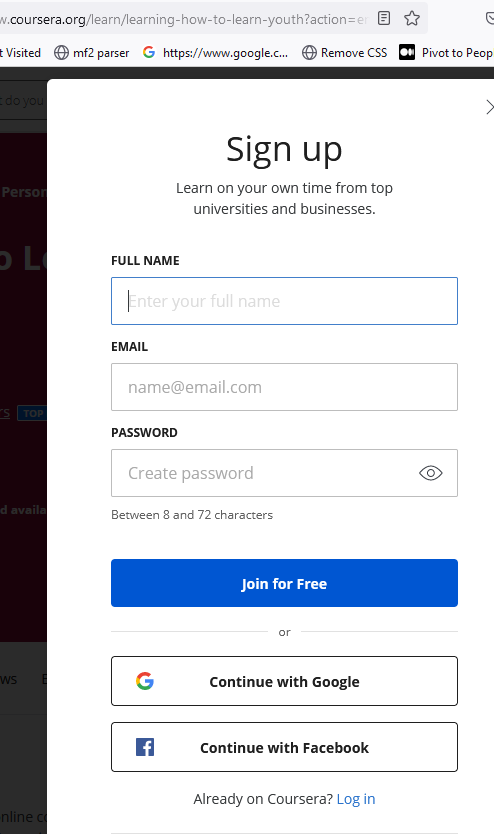 w.coursera.org/learn/learning-how-to-learn-youth?action=e
t Visited mf2 parser https://www.google.c... Remove CSS Pivot to Peop
t do you
Sign up
Learn on your own time from top
universities and businesses.
Person
o Le
FULL NAME
Enter your full name
EMAIL
name@email.com
TOP
PASSWORD
Create password
Between 8 and 72 characters
d availa
Join for Free
or
Continue with Google
ws
Continue with Facebook
Already on Coursera? Log in
nline co